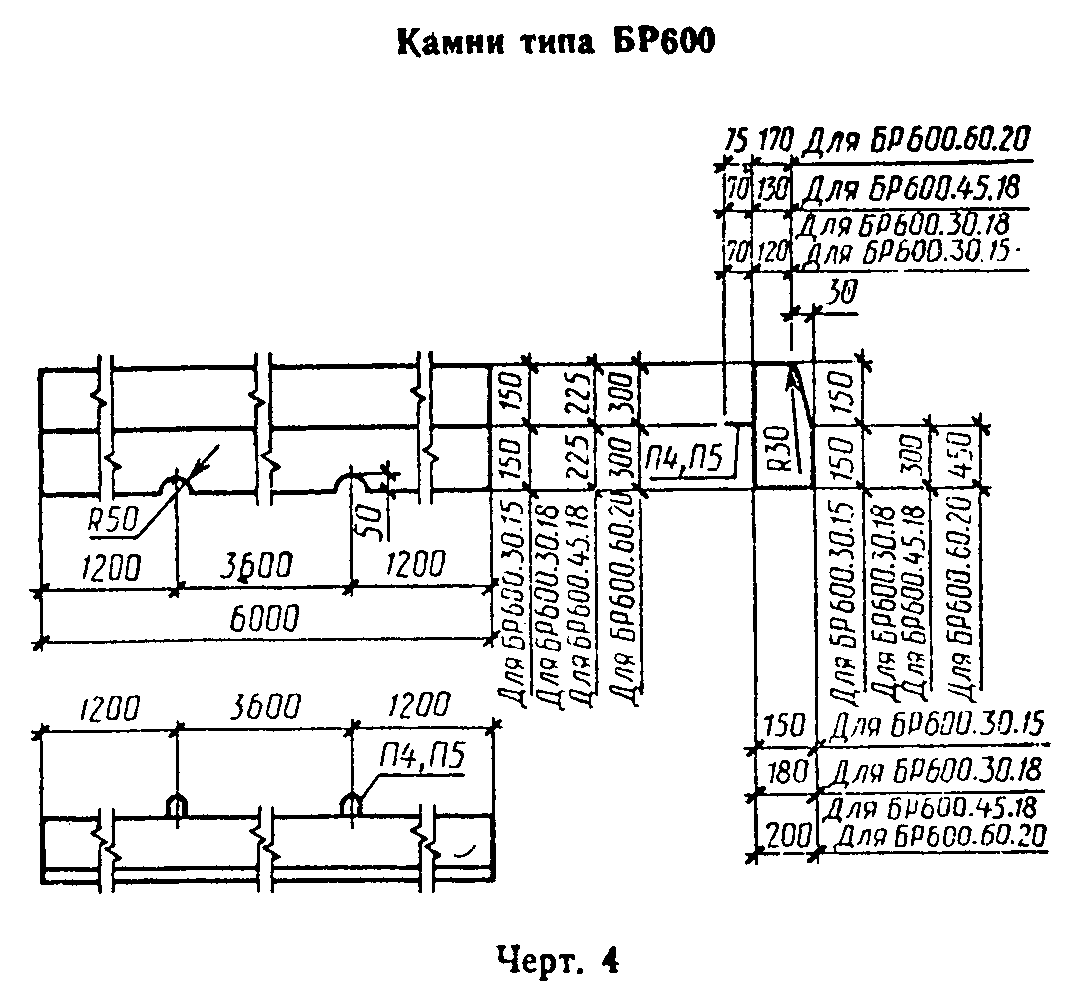 Камни типа БР600
75 170 Для БР600.60.20
70 130 Для БР600.45.18
Для БР600.30.18
70 120 Для БР600.30.15
30
150 225 300 150
150 225 300 П4,П5 R30 150 300 450
R50 50
1200 3600 1200
6000
Для БР600.30.15
Для БР600.30.18
Для БР600.45.18
Для БР600.60.20
Для БР600.30.15
Для БР600.30.18
Для БР600.45.18
Для БР600.60.20
1200 3600 1200
П4,П5
150 Для БР600.30.15
180 Для БР600.30.18
Для БР600.45.18
200 Для БР600.60.20
Черт. 4